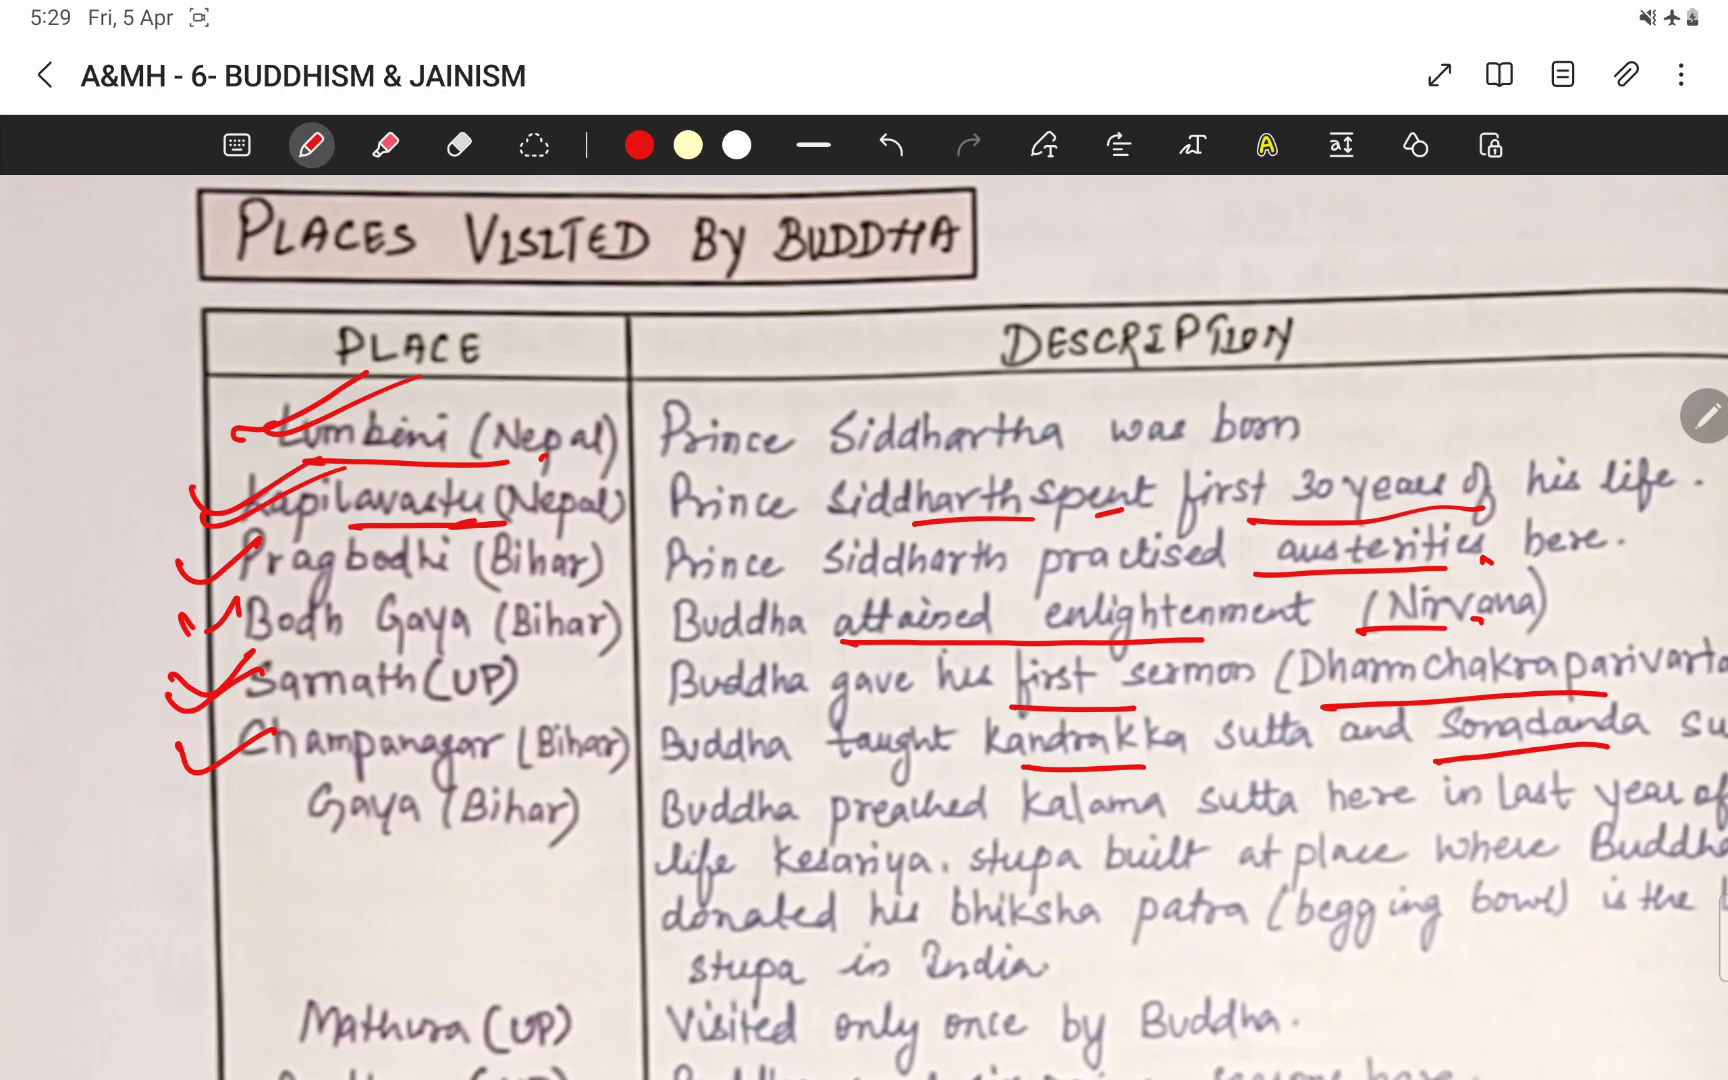 5:29 Fri, 5 Apr
A&MH - 6- BUDDHISM & JAINISM
PLACES VISITED BY BUDDHA
PLACE DESCRIPTION
Lumbini (Nepal) Prince Siddhartha was born
Kapilavastu (Nepal) Prince Siddharth spent first 30 years of his life.
Pragbodhi (Bihar) Prince Siddharth practised austerities here.
Bodh Gaya (Bihar) Buddha attained enlightenment (Nirvana)
Sarnath (UP) Buddha gave his first sermon (Dharmchakraparivarta
Champanagar (Bihar) Buddha taught Kandrakka sutta and Sonadanda su
Gaya (Bihar) Buddha preached Kalama sutta here in last year of
life Kesariya. stupa built at place where Buddha
donated his bhiksha patra (begging bowl) is the
stupa in India.
Mathura (UP) Visited only once by Buddha.